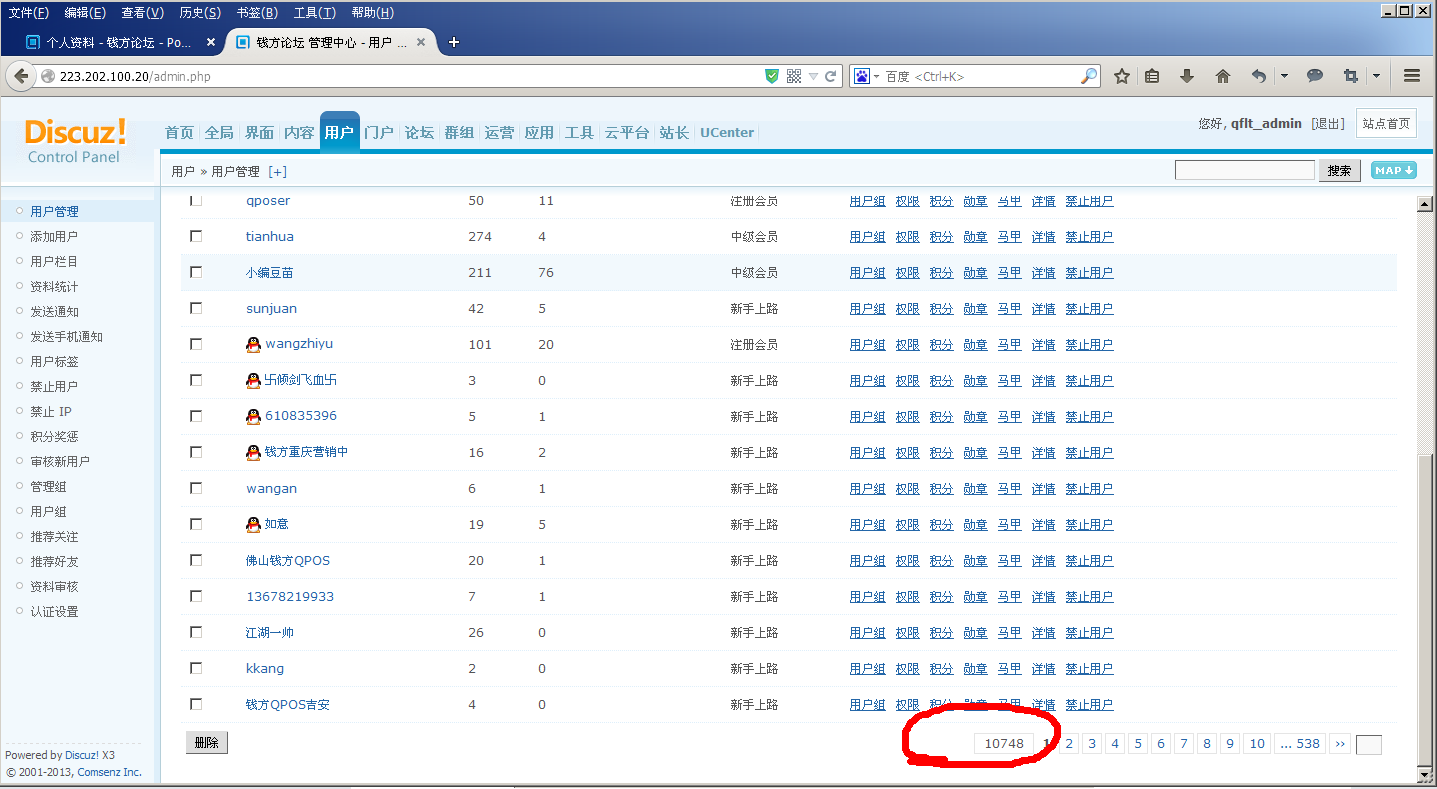 文件(F) 编辑(E) 查看(V) 历史(S) 书签(B) 工具(T) 帮助(H)
个人资料 - 钱方论坛 - Po... × 钱方论坛 管理中心 - 用户 ... × +
223.202.100.20/admin.php 百度 <Ctrl+K>
Discuz!
Control Panel
首页 全局 界面 内容 用户 门户 论坛 群组 运营 应用 工具 云平台 站长 UCenter
您好, qflt_admin [退出] 站点首页
用户 » 用户管理 [+] 搜索 MAP
用户管理
添加用户
用户栏目
资料统计
发送通知
发送手机通知
用户标签
禁止用户
禁止 IP
积分奖惩
审核新用户
管理组
用户组
推荐关注
推荐好友
资料审核
认证设置
Powered by Discuz! X3
© 2001-2013, Comsenz Inc.
qposer 50 11 注册会员 用户组 权限 积分 勋章 马甲 详情 禁止用户
tianhua 274 4 中级会员 用户组 权限 积分 勋章 马甲 详情 禁止用户
小编豆苗 211 76 中级会员 用户组 权限 积分 勋章 马甲 详情 禁止用户
sunjuan 42 5 新手上路 用户组 权限 积分 勋章 马甲 详情 禁止用户
wangzhiyu 101 20 注册会员 用户组 权限 积分 勋章 马甲 详情 禁止用户
卐倾剑飞血卐 3 0 新手上路 用户组 权限 积分 勋章 马甲 详情 禁止用户
610835396 5 1 新手上路 用户组 权限 积分 勋章 马甲 详情 禁止用户
钱方重庆营销中 16 2 新手上路 用户组 权限 积分 勋章 马甲 详情 禁止用户
wangan 6 1 新手上路 用户组 权限 积分 勋章 马甲 详情 禁止用户
如意 19 5 新手上路 用户组 权限 积分 勋章 马甲 详情 禁止用户
佛山钱方QPOS 20 1 新手上路 用户组 权限 积分 勋章 马甲 详情 禁止用户
13678219933 7 1 新手上路 用户组 权限 积分 勋章 马甲 详情 禁止用户
江湖一帅 26 0 新手上路 用户组 权限 积分 勋章 马甲 详情 禁止用户
kkang 2 0 新手上路 用户组 权限 积分 勋章 马甲 详情 禁止用户
钱方QPOS吉安 4 0 新手上路 用户组 权限 积分 勋章 马甲 详情 禁止用户
删除 10748 1 2 3 4 5 6 7 8 9 10 ... 538 ››